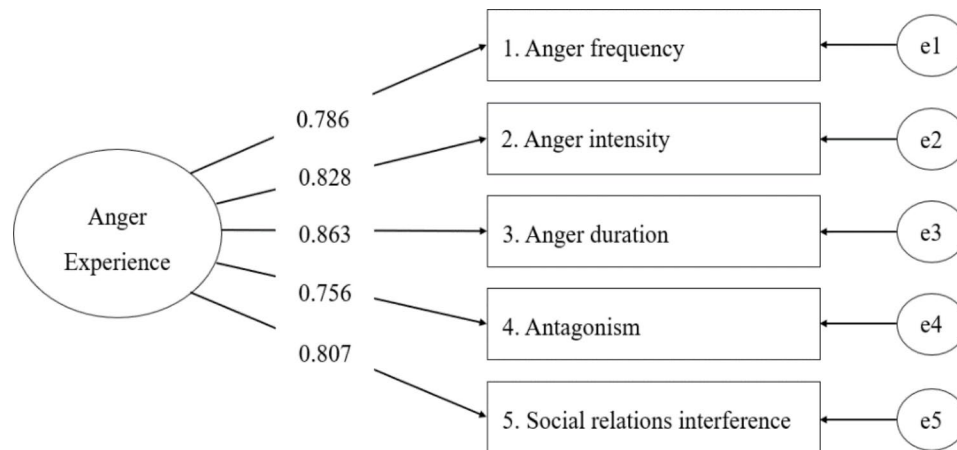 1. Anger frequency
e1
0.786
2. Anger intensity
e2
0.828
Anger
Experience
0.863
3. Anger duration
e3
0.756
4. Antagonism
e4
0.807
5. Social relations interference
e5